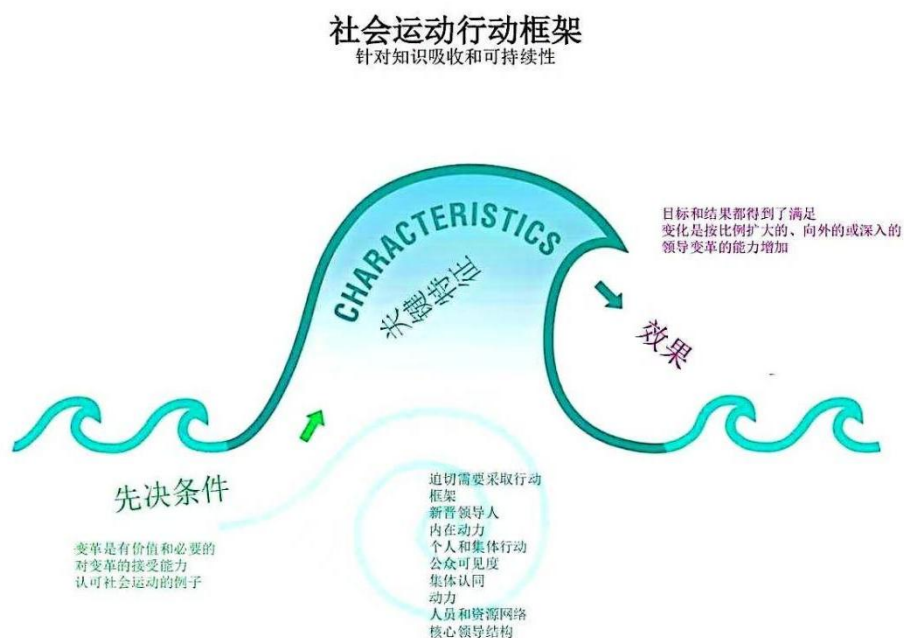 社会运动行动框架
针对知识吸收和可持续性
目标和结果都得到了满足
变化是按比例扩大的、向外的或深入的
领导变革的能力增加
CHARACTERISTICS
关键特征
效果
先决条件
变革是有价值和必要的
对变革的接受能力
认可社会运动的例子
迫切需要采取行动
框架
新晋领导人
内在动力
个人和集体行动
公众可见度
集体认同
动力
人员和资源网络
核心领导结构